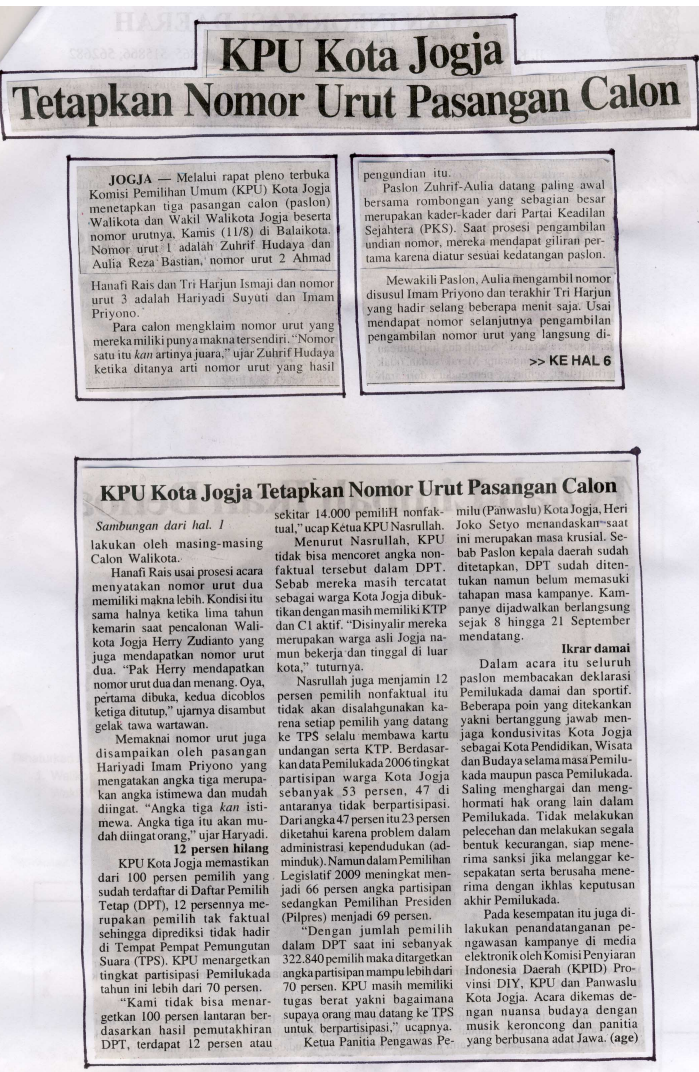 KPU Kota Jogja
Tetapkan Nomor Urut Pasangan Calon
JOGJA — Melalui rapat pleno terbuka
Komisi Pemilihan Umum (KPU) Kota Jogja
menetapkan tiga pasangan calon (paslon)
Walikota dan Wakil Walikota Jogja beserta
nomor urutnya, Kamis (11/8) di Balaikota.
Nomor urut 1 adalah Zuhrif Hudaya dan
Aulia Reza Bastian, nomor urut 2 Ahmad
Hanafi Rais dan Tri Harjun Ismaji dan nomor
urut 3 adalah Hariyadi Suyuti dan Imam
Priyono.
Para calon mengklaim nomor urut yang
mereka miliki punya makna tersendiri. “Nomor
satu itu kan artinya juara,” ujar Zuhrif Hudaya
ketika ditanya arti nomor urut yang hasil
pengundian itu.
Paslon Zuhrif-Aulia datang paling awal
bersama rombongan yang sebagian besar
merupakan kader-kader dari Partai Keadilan
Sejahtera (PKS). Saat prosesi pengambilan
undian nomor, mereka mendapat giliran per-
tama karena diatur sesuai kedatangan paslon.
Mewakili Paslon, Aulia mengambil nomor
disusul Imam Priyono dan terakhir Tri Harjun
yang hadir selang beberapa menit saja. Usai
mendapat nomor selanjutnya pengambilan
pengambilan nomor urut yang langsung di-
>> KE HAL 6
KPU Kota Jogja Tetapkan Nomor Urut Pasangan Calon
Sambungan dari hal. 1
lakukan oleh masing-masing
Calon Walikota.
Hanafi Rais usai prosesi acara
menyatakan nomor urut dua
memiliki makna lebih. Kondisi itu
sama halnya ketika lima tahun
kemarin saat pencalonan Wali-
kota Jogja Herry Zudianto yang
juga mendapatkan nomor urut
dua. “Pak Herry mendapatkan
nomor urut dua dan menang. Oya,
pertama dibuka, kedua dicoblos
ketiga ditutup,” ujarnya disambut
gelak tawa wartawan.
Memaknai nomor urut juga
disampaikan oleh pasangan
Hariyadi Imam Priyono yang
mengatakan angka tiga merupa-
kan angka istimewa dan mudah
diingat. “Angka tiga kan isti-
mewa. Angka tiga itu akan mu-
dah diingat orang,” ujar Haryadi.
12 persen hilang
KPU Kota Jogja memastikan
dari 100 persen pemilih yang
sudah terdaftar di Daftar Pemilih
Tetap (DPT), 12 persennya me-
rupakan pemilih tak faktual
sehingga diprediksi tidak hadir
di Tempat Pempat Pemungutan
Suara (TPS). KPU menargetkan
tingkat partisipasi Pemilukada
tahun ini lebih dari 70 persen.
“Kami tidak bisa menar-
getkan 100 persen lantaran ber-
dasarkan hasil pemutakhiran
DPT, terdapat 12 persen atau
sekitar 14.000 pemiliH nonfak-
tual,” ucap Ketua KPU Nasrullah.
Menurut Nasrullah, KPU
tidak bisa mencoret angka non-
faktual tersebut dalam DPT.
Sebab mereka masih tercatat
sebagai warga Kota Jogja dibuk-
tikan dengan masih memiliki KTP
dan C1 aktif. “Disinyalir mereka
merupakan warga asli Jogja na-
mun bekerja dan tinggal di luar
kota,” tuturnya.
Nasrullah juga menjamin 12
persen pemilih nonfaktual itu
tidak akan disalahgunakan ka-
rena setiap pemilih yang datang
ke TPS selalu membawa kartu
undangan serta KTP. Berdasar-
kan data Pemilukada 2006 tingkat
partisipan warga Kota Jogja
sebanyak 53 persen, 47 di
antaranya tidak berpartisipasi.
Dari angka 47 persen itu 23 persen
diketahui karena problem dalam
administrasi kependudukan (ad-
minduk). Namun dalam Pemilihan
Legislatif 2009 meningkat men-
jadi 66 persen angka partisipan
sedangkan Pemilihan Presiden
(Pilpres) menjadi 69 persen.
“Dengan jumlah pemilih
dalam DPT saat ini sebanyak
322.840 pemilih maka ditargetkan
angka partisipan mampu lebih dari
70 persen. KPU masih memiliki
tugas berat yakni bagaimana
supaya orang mau datang ke TPS
untuk berpartisipasi,” ucapnya.
Ketua Panitia Pengawas Pe-
milu (Panwaslu) Kota Jogja, Heri
Joko Setyo menandaskan saat
ini merupakan masa krusial. Se-
bab Paslon kepala daerah sudah
ditetapkan, DPT sudah diten-
tukan namun belum memasuki
tahapan masa kampanye. Kam-
panye dijadwalkan berlangsung
sejak 8 hingga 21 September
mendatang.
Ikrar damai
Dalam acara itu seluruh
paslon membacakan deklarasi
Pemilukada damai dan sportif.
Beberapa poin yang ditekankan
yakni bertanggung jawab men-
jaga kondusivitas Kota Jogja
sebagai Kota Pendidikan, Wisata
dan Budaya selama masa Pemilu-
kada maupun pasca Pemilukada.
Saling menghargai dan meng-
hormati hak orang lain dalam
Pemilukada. Tidak melakukan
pelecehan dan melakukan segala
bentuk kecurangan, siap mene-
rima sanksi jika melanggar ke-
sepakatan serta berusaha mene-
rima dengan ikhlas keputusan
akhir Pemilukada.
Pada kesempatan itu juga di-
lakukan penandatanganan pe-
ngawasan kampanye di media
elektronik oleh Komisi Penyiaran
Indonesia Daerah (KPID) Pro-
vinsi DIY, KPU dan Panwaslu
Kota Jogja. Acara dikemas de-
ngan nuansa budaya dengan
musik keroncong dan panitia
yang berbusana adat Jawa. (age)